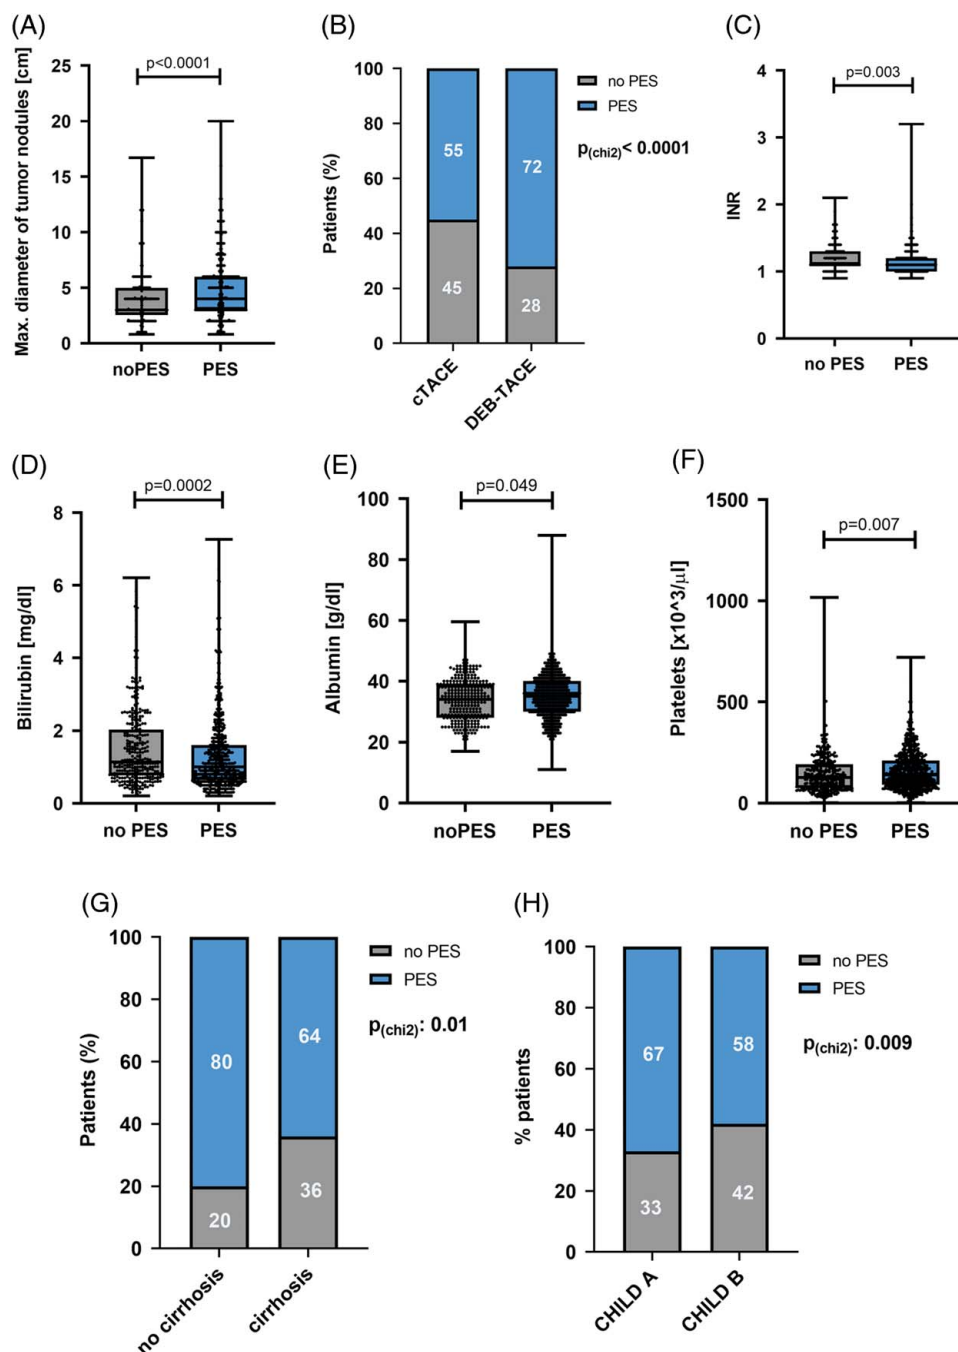 (A)
p<0.0001
Max. diameter of tumor nodules [cm]
25
20
15
10
5
0
noPES
PES
(B)
Patients (%)
100
80
60
40
20
0
55
45
72
28
cTACE
DEB-TACE
no PES
PES
p(chi2)< 0.0001
(C)
p=0.003
INR
4
3
2
1
0
no PES
PES
(D)
p=0.0002
Bilirubin [mg/dl]
8
6
4
2
0
no PES
PES
(E)
p=0.049
Albumin [g/dl]
100
80
60
40
20
0
noPES
PES
(F)
p=0.007
Platelets [x10^3/μl]
1500
1000
500
0
no PES
PES
(G)
Patients (%)
100
80
60
40
20
0
80
20
64
36
no cirrhosis
cirrhosis
no PES
PES
p(chi2): 0.01
(H)
% patients
100
80
60
40
20
0
67
33
58
42
CHILD A
CHILD B
no PES
PES
p(chi2): 0.009